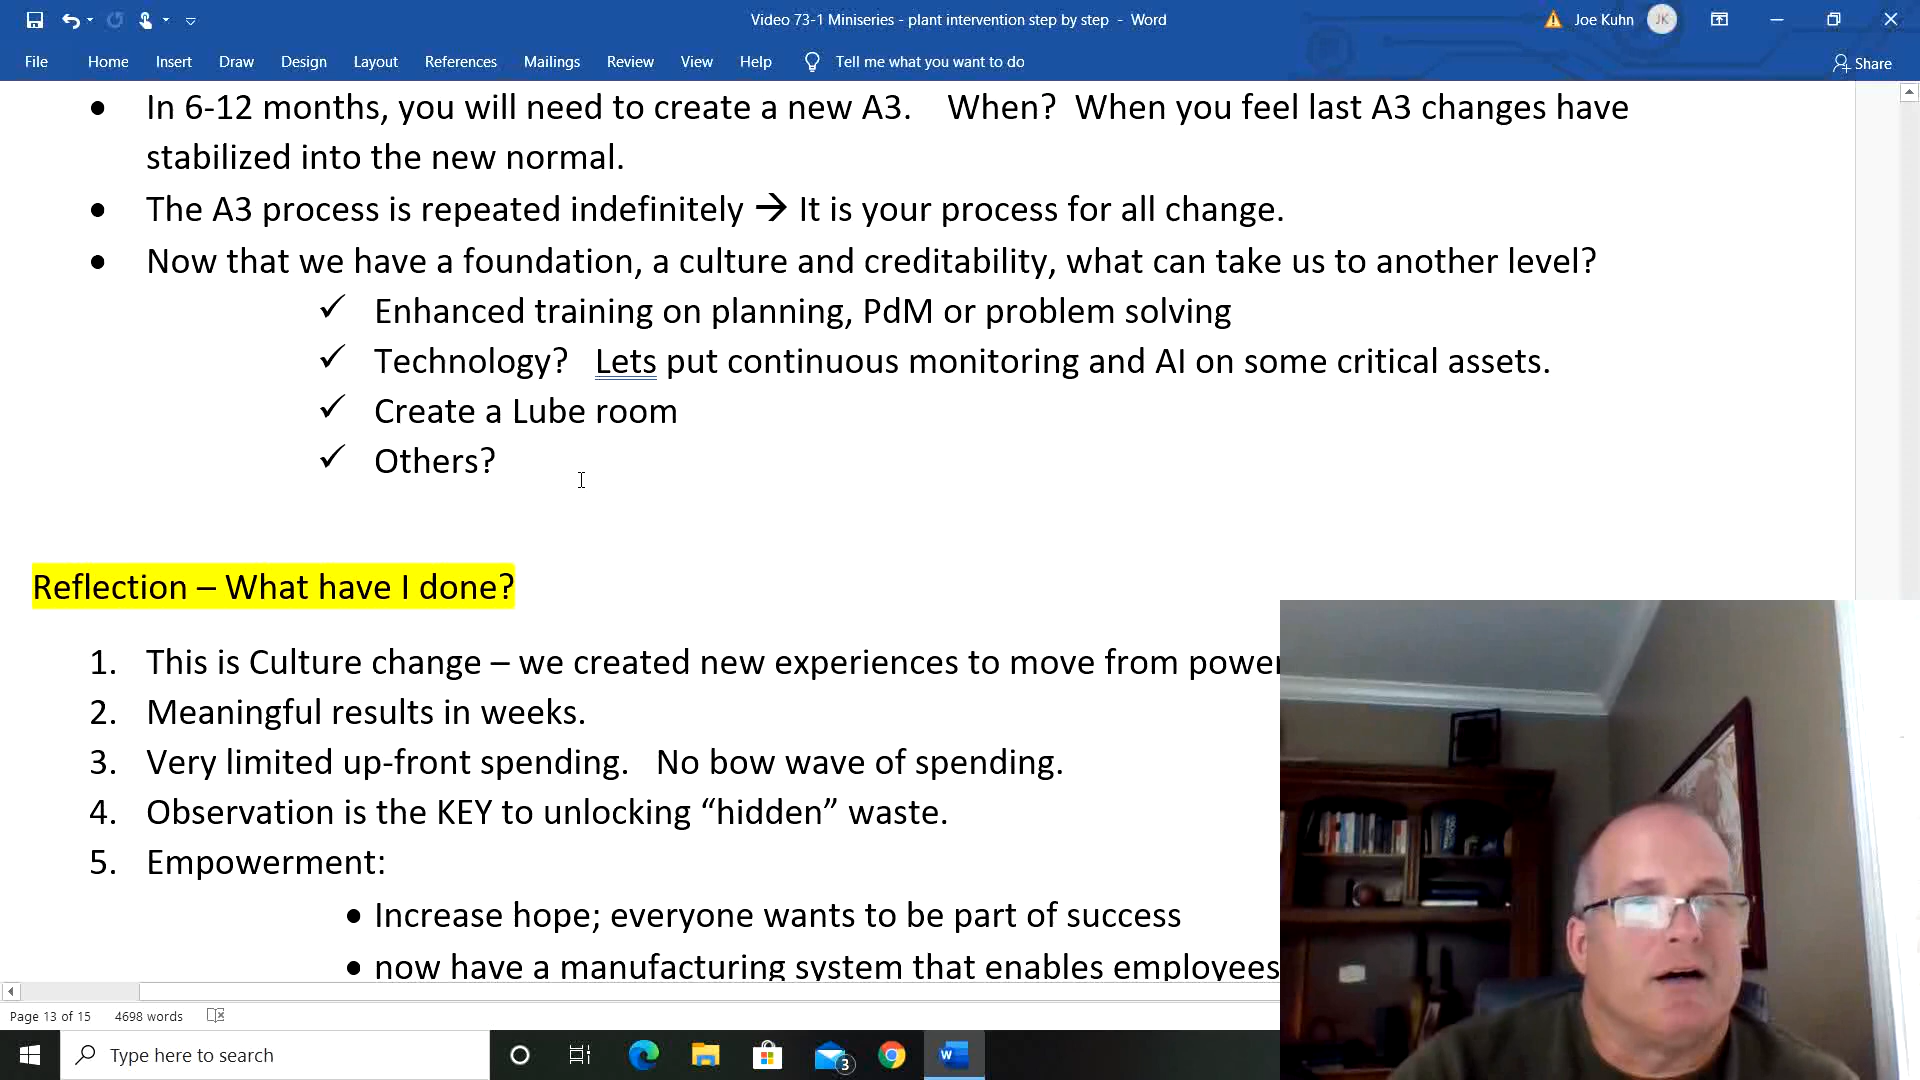 Video 73-1 Miniseries - plant intervention step by step - Word
Joe Kuhn
JK
File Home Insert Draw Design Layout References Mailings Review View Help Tell me what you want to do
Share
• In 6-12 months, you will need to create a new A3. When? When you feel last A3 changes have
stabilized into the new normal.
• The A3 process is repeated indefinitely → It is your process for all change.
• Now that we have a foundation, a culture and creditability, what can take us to another level?
✓ Enhanced training on planning, PdM or problem solving
✓ Technology? Lets put continuous monitoring and AI on some critical assets.
✓ Create a Lube room
✓ Others?
Reflection – What have I done?
1. This is Culture change – we created new experiences to move from power
2. Meaningful results in weeks.
3. Very limited up-front spending. No bow wave of spending.
4. Observation is the KEY to unlocking “hidden” waste.
5. Empowerment:
• Increase hope; everyone wants to be part of success
• now have a manufacturing system that enables employees
Page 13 of 15 4698 words
Type here to search
3
W